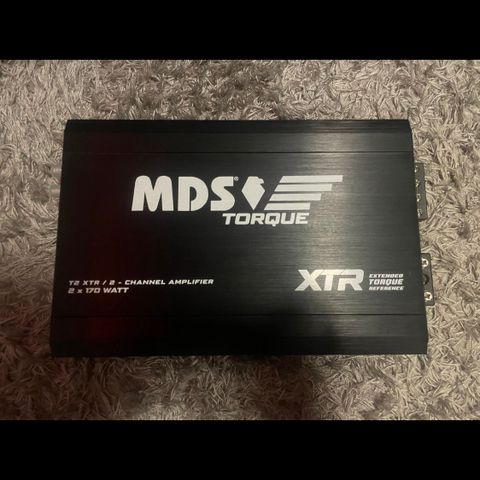 MDS®
TORQUE
T2 XTR / 2 - CHANNEL AMPLIFIER
2 x 170 WATT
XTR
EXTENDED
TORQUE
REFERENCE